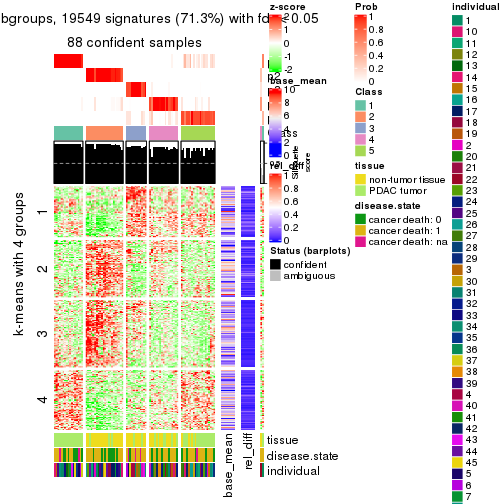 bgroups, 19549 signatures (71.3%) with fdr < 0.05
88 confident samples
z-score
2
1
0
-1
-2
base_mean
10
8
6
4
2
0
rel_diff
1
0.8
0.6
0.4
0.2
0
Status (barplots)
confident
ambiguous
Prob
1
0.8
0.6
0.4
0.2
0
Class
1
2
3
4
5
tissue
non-tumor tissue
PDAC tumor
disease.state
cancer death: 0
cancer death: 1
cancer death: na
individual
1
10
11
12
13
14
15
16
17
18
19
2
20
21
22
23
24
25
26
27
28
29
3
30
31
32
33
34
35
36
37
38
39
4
40
41
42
43
44
45
5
6
7
Silhouette
score
k-means with 4 groups
1
2
3
4
base_mean
rel_diff
tissue
disease.state
individual